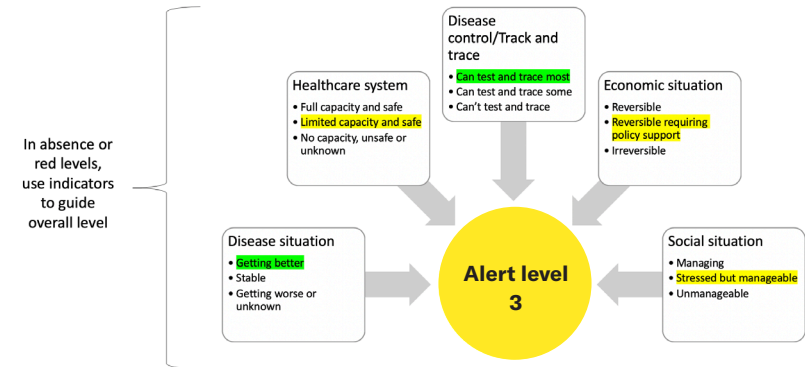 In absence or
red levels,
use indicators
to guide
overall level
Disease situation
• Getting better
• Stable
• Getting worse or
unknown
Healthcare system
• Full capacity and safe
• Limited capacity and safe
• No capacity, unsafe or
unknown
Disease
control/Track and
trace
• Can test and trace most
• Can test and trace some
• Can't test and trace
Economic situation
• Reversible
• Reversible requiring
policy support
• Irreversible
Social situation
• Managing
• Stressed but manageable
• Unmanageable
Alert level
3